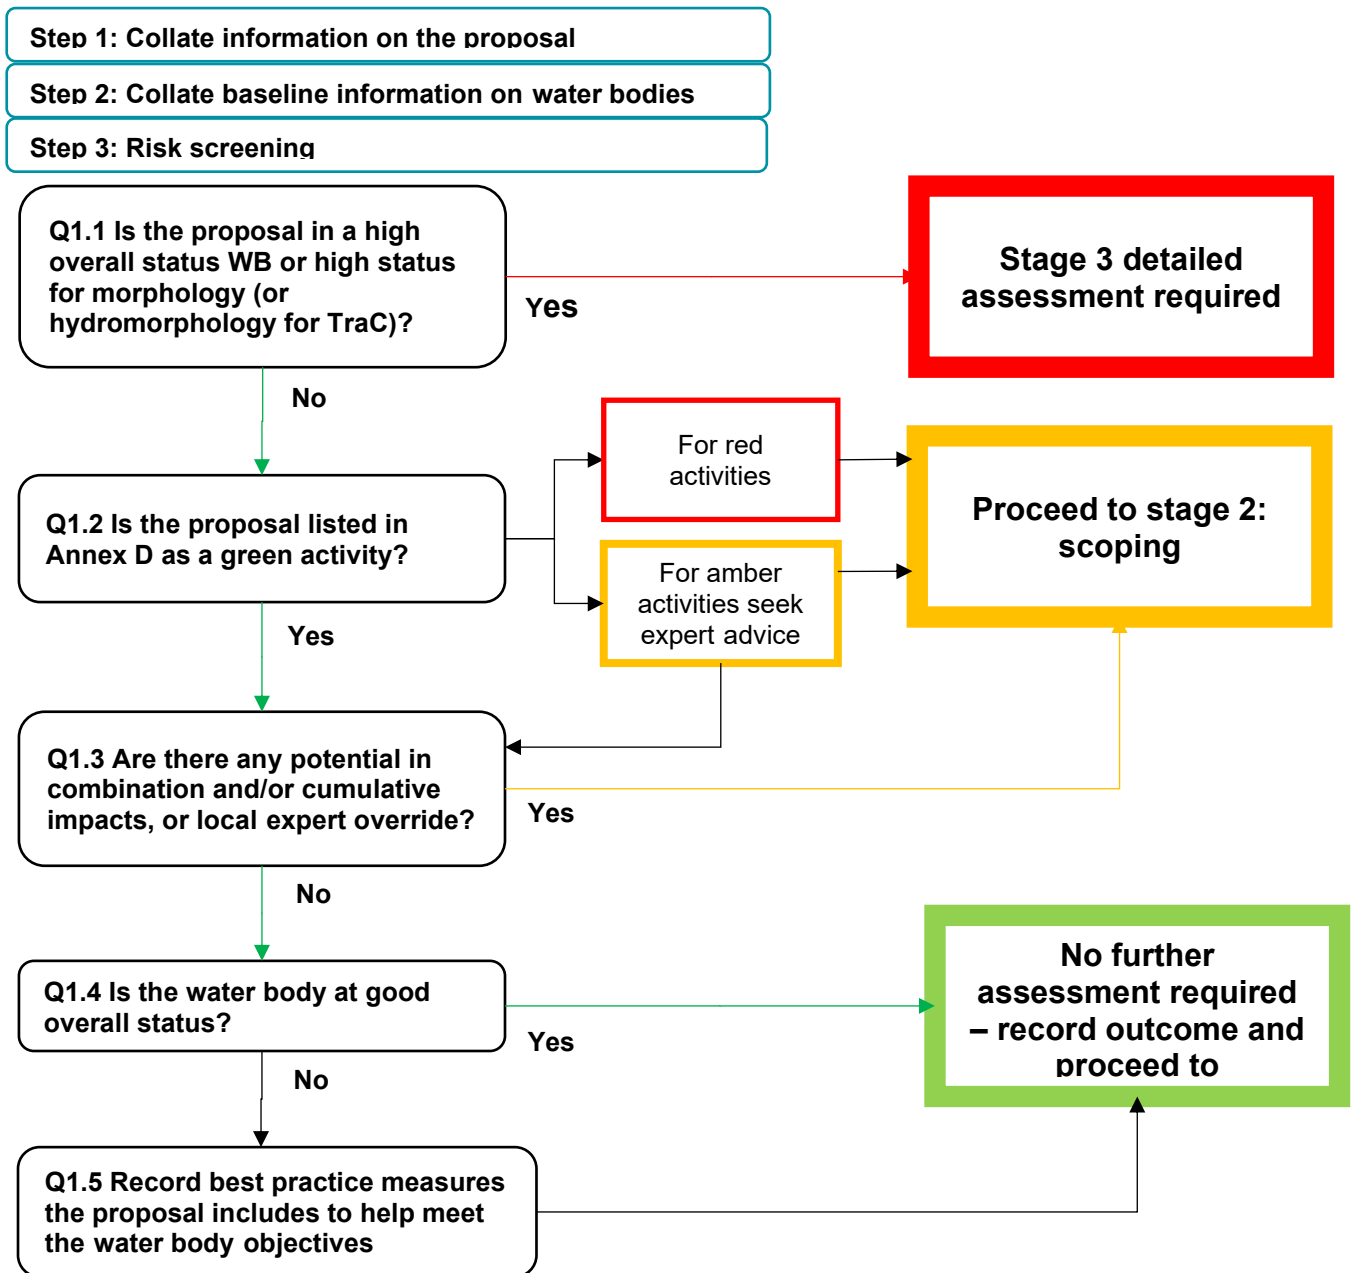 Step 1: Collate information on the proposal
Step 2: Collate baseline information on water bodies
Step 3: Risk screening
Q1.1 Is the proposal in a high
overall status WB or high status
for morphology (or
hydromorphology for TraC)?
Yes
Stage 3 detailed
assessment required
No
For red
activities
Q1.2 Is the proposal listed in
Annex D as a green activity?
For amber
activities seek
expert advice
Proceed to stage 2:
scoping
Yes
Q1.3 Are there any potential in
combination and/or cumulative
impacts, or local expert override?
Yes
No
Q1.4 Is the water body at good
overall status?
Yes
No further
assessment required
– record outcome and
proceed to
No
Q1.5 Record best practice measures
the proposal includes to help meet
the water body objectives